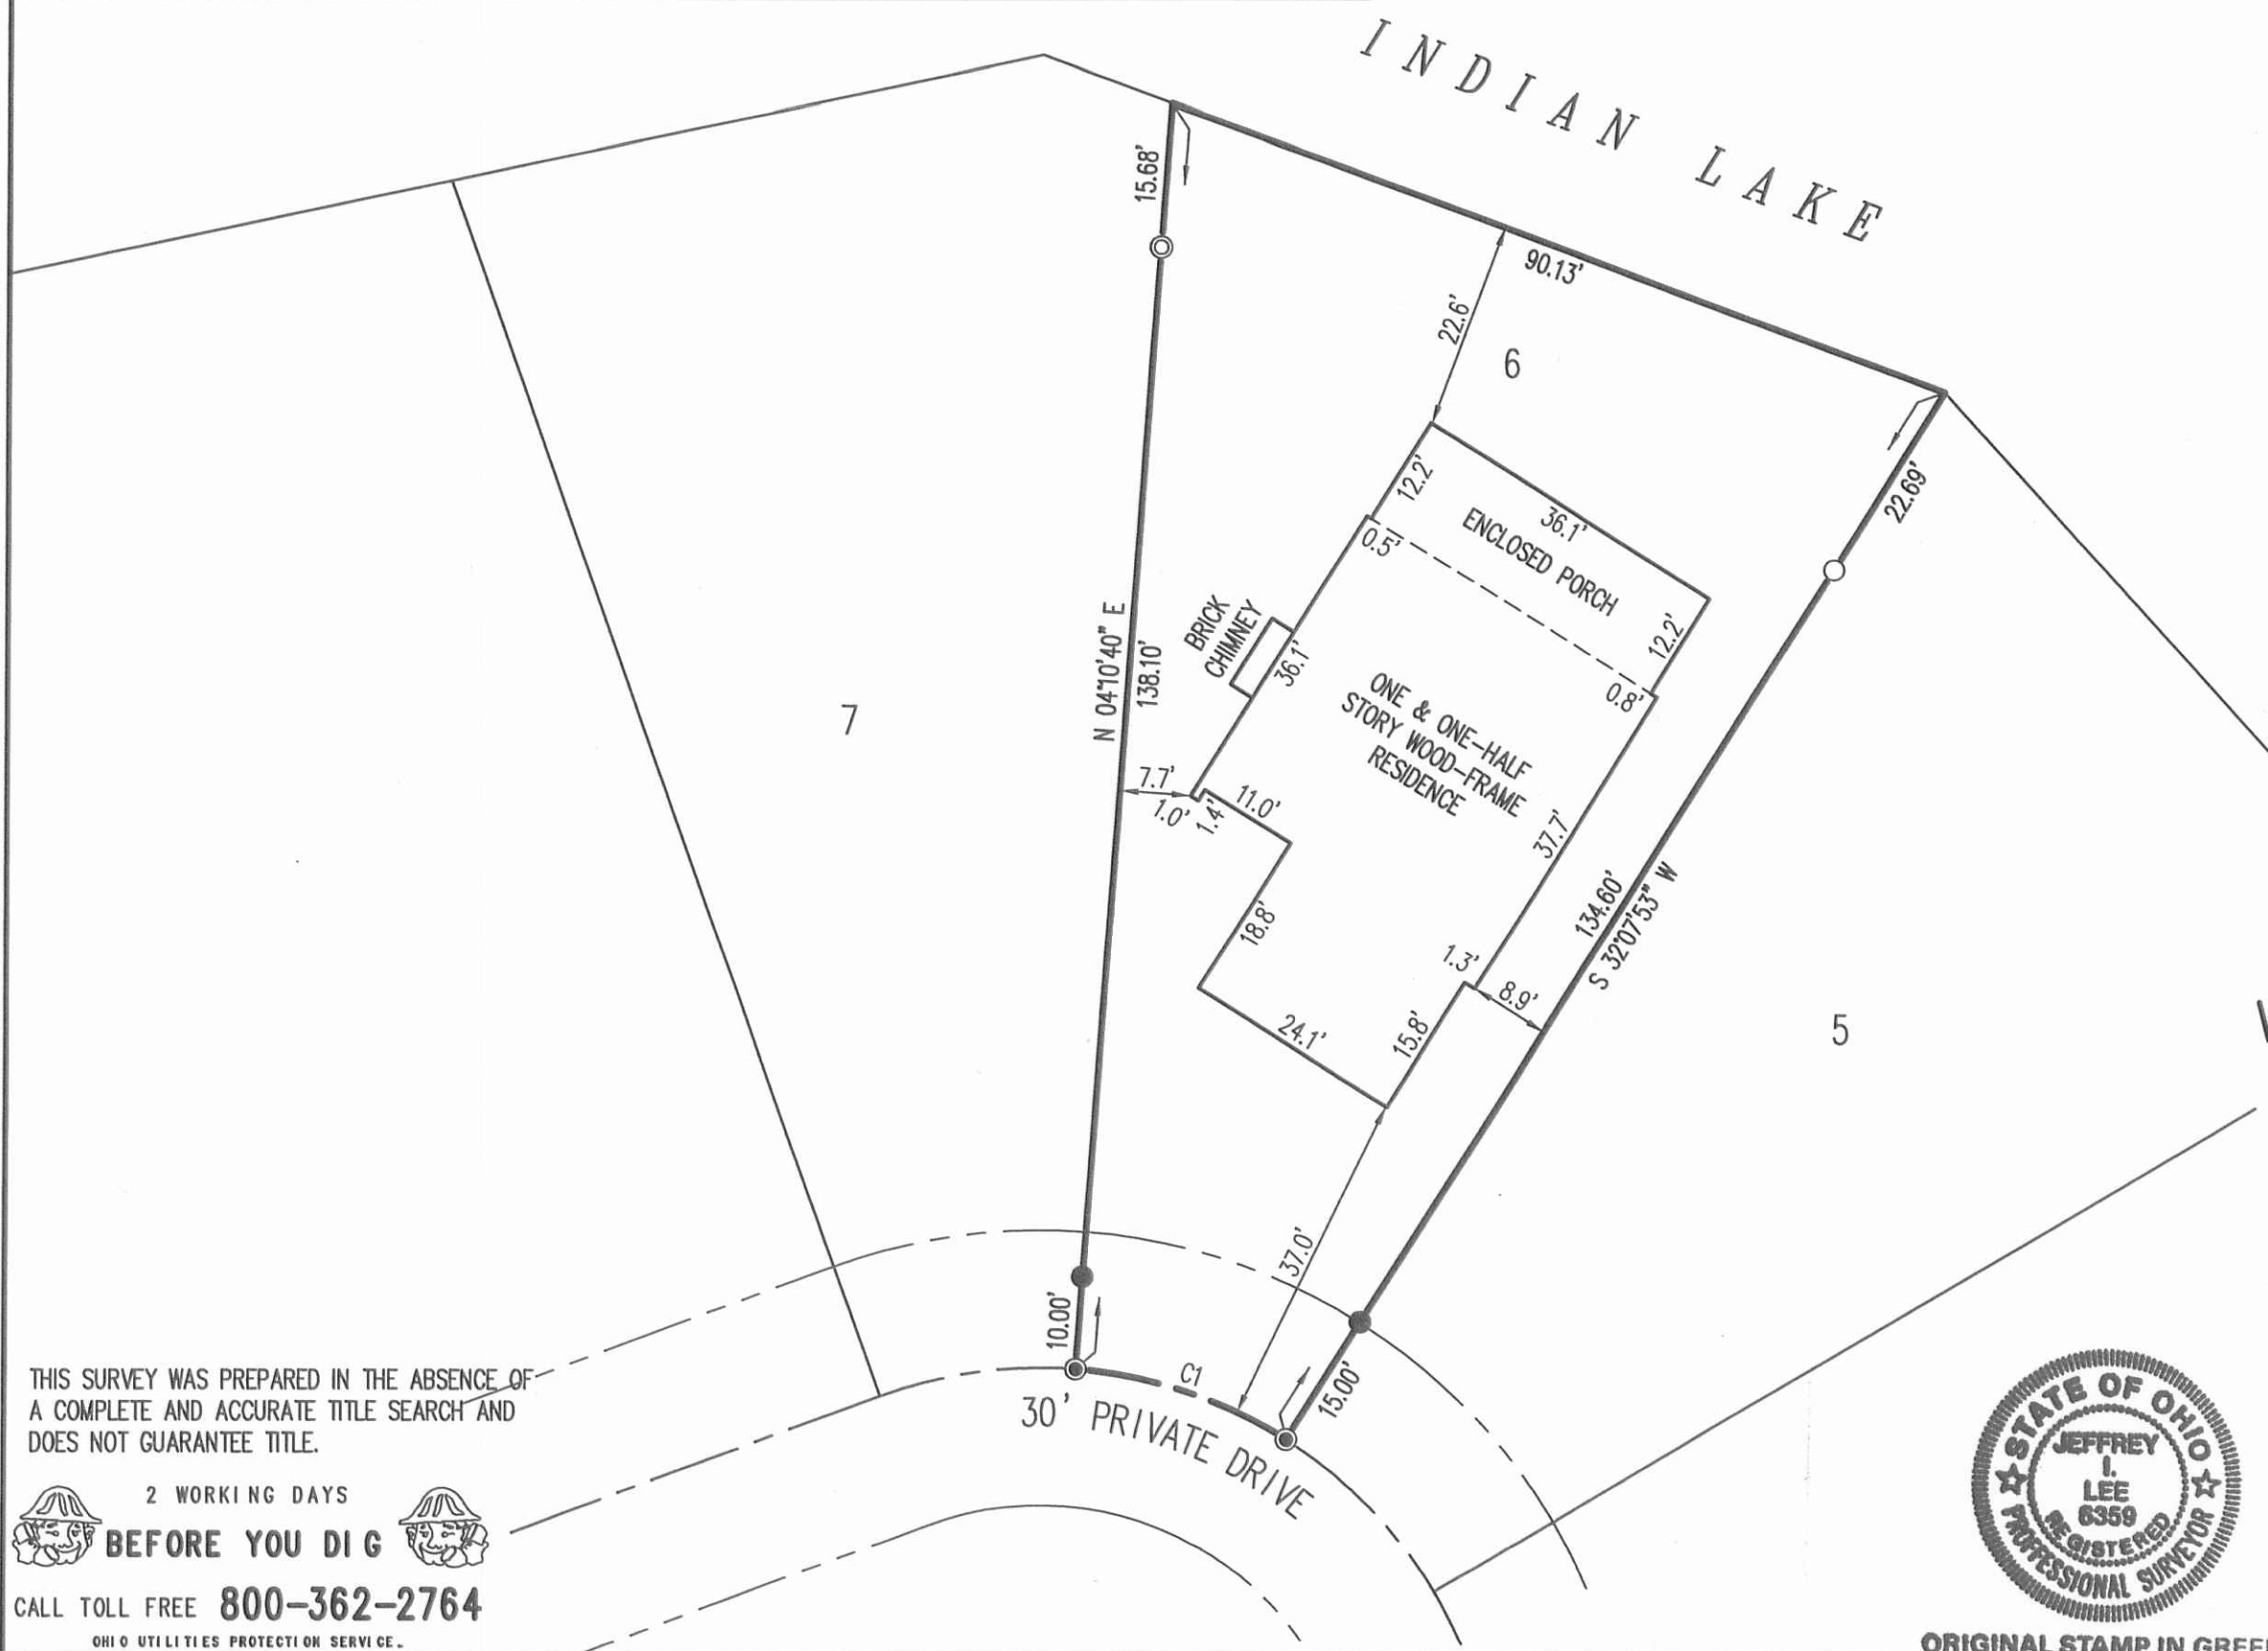 INDIAN LAKE
15.68'
90.13'
22.6'
6
22.69'
12.2'
36.1'
ENCLOSED PORCH
0.5'
12.2'
0.8'
BRICK
CHIMNEY
36.1'
ONE & ONE-HALF
STORY WOOD-FRAME
RESIDENCE
N 04°10'40" E
138.10'
7
7.7'
1.0'
1.4'
11.0'
37.7'
134.60'
S 32°07'53" W
18.8'
1.3'
8.9'
24.1'
15.8'
5
37.0'
10.00'
C1
15.00'
30' PRIVATE DRIVE
THIS SURVEY WAS PREPARED IN THE ABSENCE OF
A COMPLETE AND ACCURATE TITLE SEARCH AND
DOES NOT GUARANTEE TITLE.
2 WORKING DAYS
BEFORE YOU DIG
CALL TOLL FREE 800-362-2764
OHIO UTILITIES PROTECTION SERVICE.
STATE OF OHIO
JEFFREY
I.
LEE
6359
REGISTERED
PROFESSIONAL SURVEYOR
ORIGINAL STAMP IN GREE